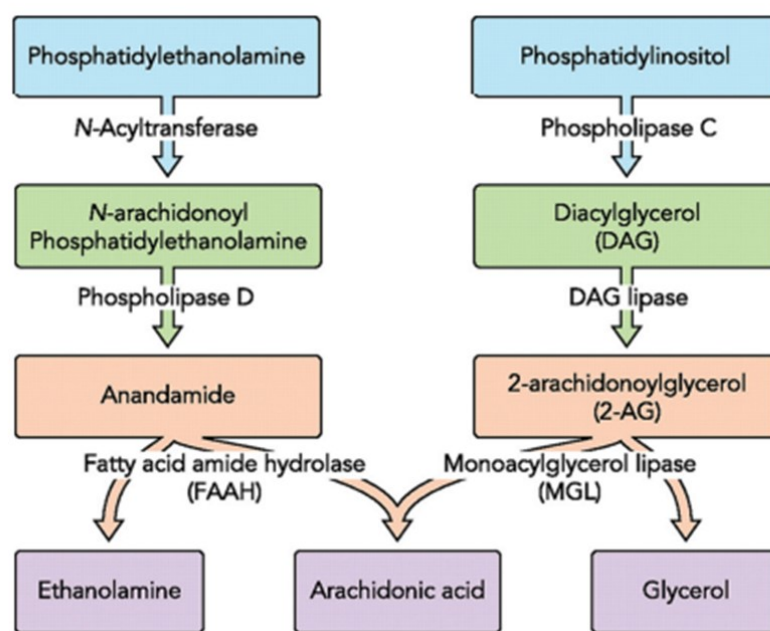 Phosphatidylethanolamine
Phosphatidylinositol
N-Acyltransferase
Phospholipase C
N-arachidonoyl
Phosphatidylethanolamine
Diacylglycerol
(DAG)
Phospholipase D
DAG lipase
Anandamide
2-arachidonoylglycerol
(2-AG)
Fatty acid amide hydrolase
(FAAH)
Monoacylglycerol lipase
(MGL)
Ethanolamine
Arachidonic acid
Glycerol